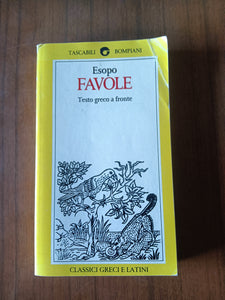 TASCABILI BOMPIANI
Esopo
FAVOLE
Testo greco a fronte
CLASSICI GRECI E LATINI